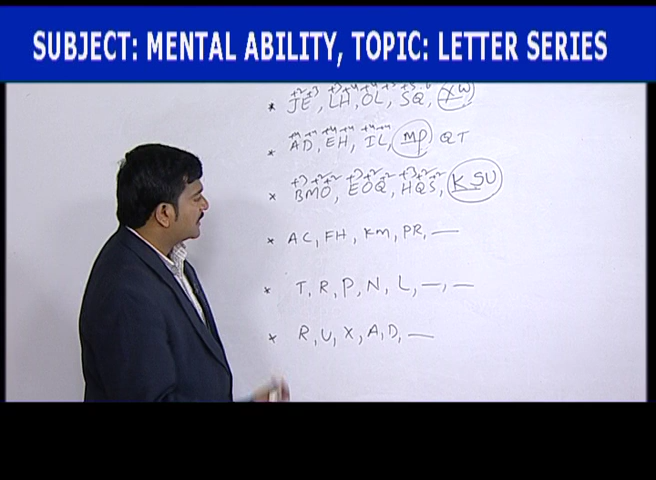 SUBJECT: MENTAL ABILITY, TOPIC: LETTER SERIES
* JE, LH, OL, SQ, XW
* AD, EH, IL, MP QT
* BMO, EOQ, HQS, KSU
* AC, FH, KM, PR, —
* T, R, P, N, L, —, —
* R, U, X, A, D, —